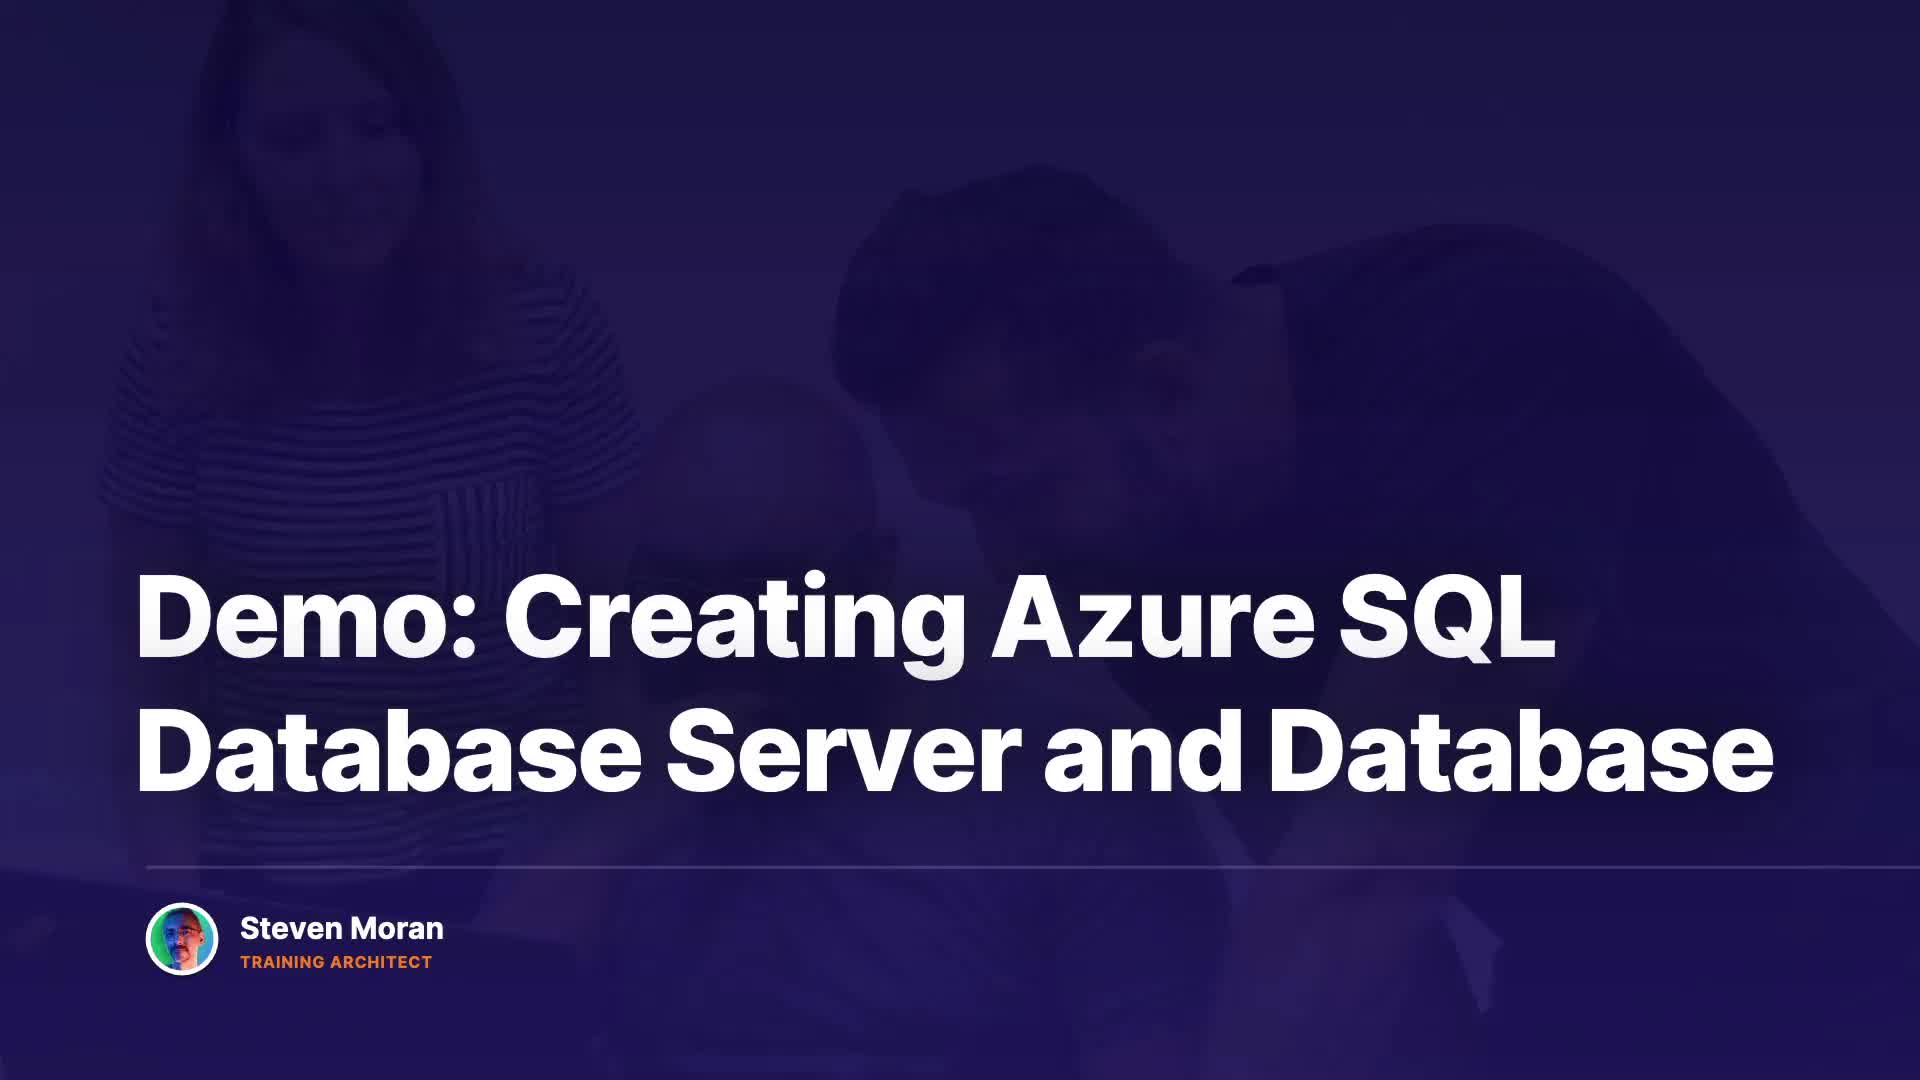 Demo: Creating Azure SQL
Database Server and Database
Steven Moran
TRAINING ARCHITECT